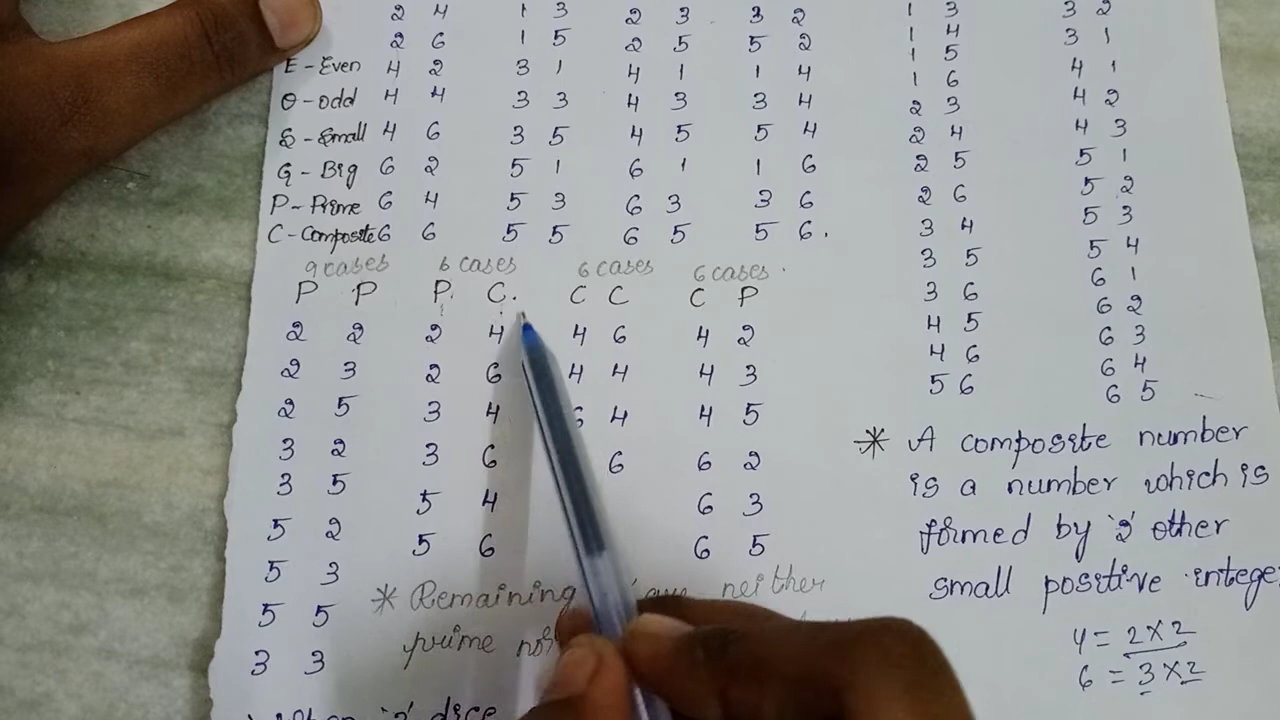 2 4 1 3 2 3 3 2 1 3 3 2
2 6 1 5 2 5 5 2 1 4 3 1
E - Even 4 2 3 1 4 1 1 4 1 5 4 1
O - odd 4 4 3 3 4 3 3 4 1 6 4 2
S - Small 4 6 3 5 4 5 5 4 2 3 4 3
G - Big 6 2 5 1 6 1 1 6 2 4 5 1
P - Prime 6 4 5 3 6 3 3 6 2 5 5 2
C - Composite 6 6 5 5 6 5 5 6. 2 6 5 3
9 cases 6 cases 6 cases 6 cases.
P P P. C. C C C P
2 2 2 4 4 6 4 2
2 3 2 6 4 4 4 3
2 5 3 4 6 4 4 5
3 2 3 6 6 6 2
3 5 5 4 6 3
5 2 5 6 6 5
5 3
5 5
3 3
3 4 5 4
3 5 6 1
3 6 6 2
4 5 6 3
4 6 6 4
5 6 6 5
* A composite number
is a number which is
formed by '2' other
small positive intege
4 = 2 x 2
6 = 3 x 2
* Remaining neither
prime
'2' dice